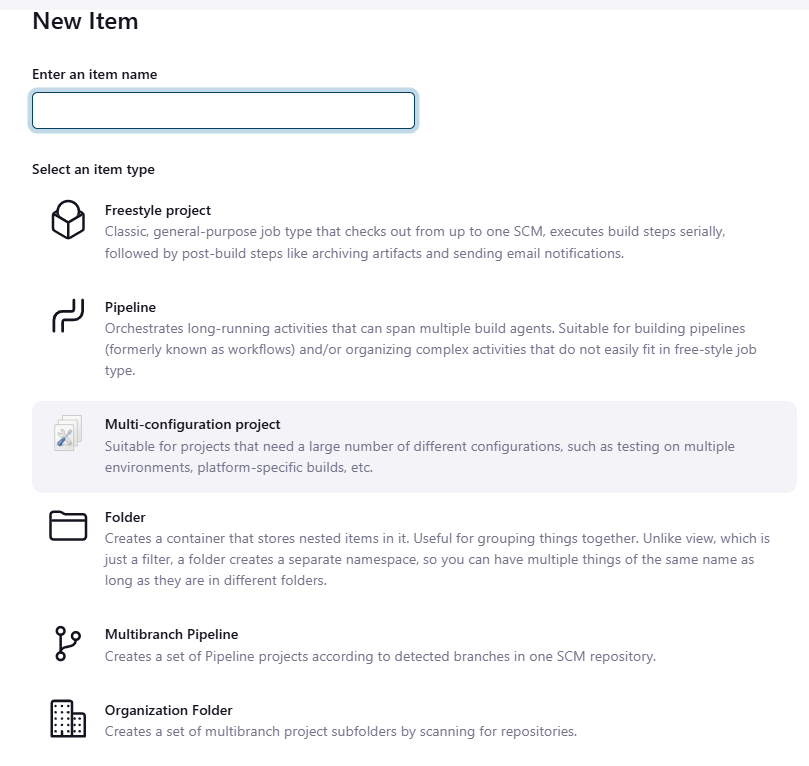 New Item
Enter an item name
Select an item type
Freestyle project
Classic, general-purpose job type that checks out from up to one SCM, executes build steps serially,
followed by post-build steps like archiving artifacts and sending email notifications.
Pipeline
Orchestrates long-running activities that can span multiple build agents. Suitable for building pipelines
(formerly known as workflows) and/or organizing complex activities that do not easily fit in free-style job
type.
Multi-configuration project
Suitable for projects that need a large number of different configurations, such as testing on multiple
environments, platform-specific builds, etc.
Folder
Creates a container that stores nested items in it. Useful for grouping things together. Unlike view, which is
just a filter, a folder creates a separate namespace, so you can have multiple things of the same name as
long as they are in different folders.
Multibranch Pipeline
Creates a set of Pipeline projects according to detected branches in one SCM repository.
Organization Folder
Creates a set of multibranch project subfolders by scanning for repositories.